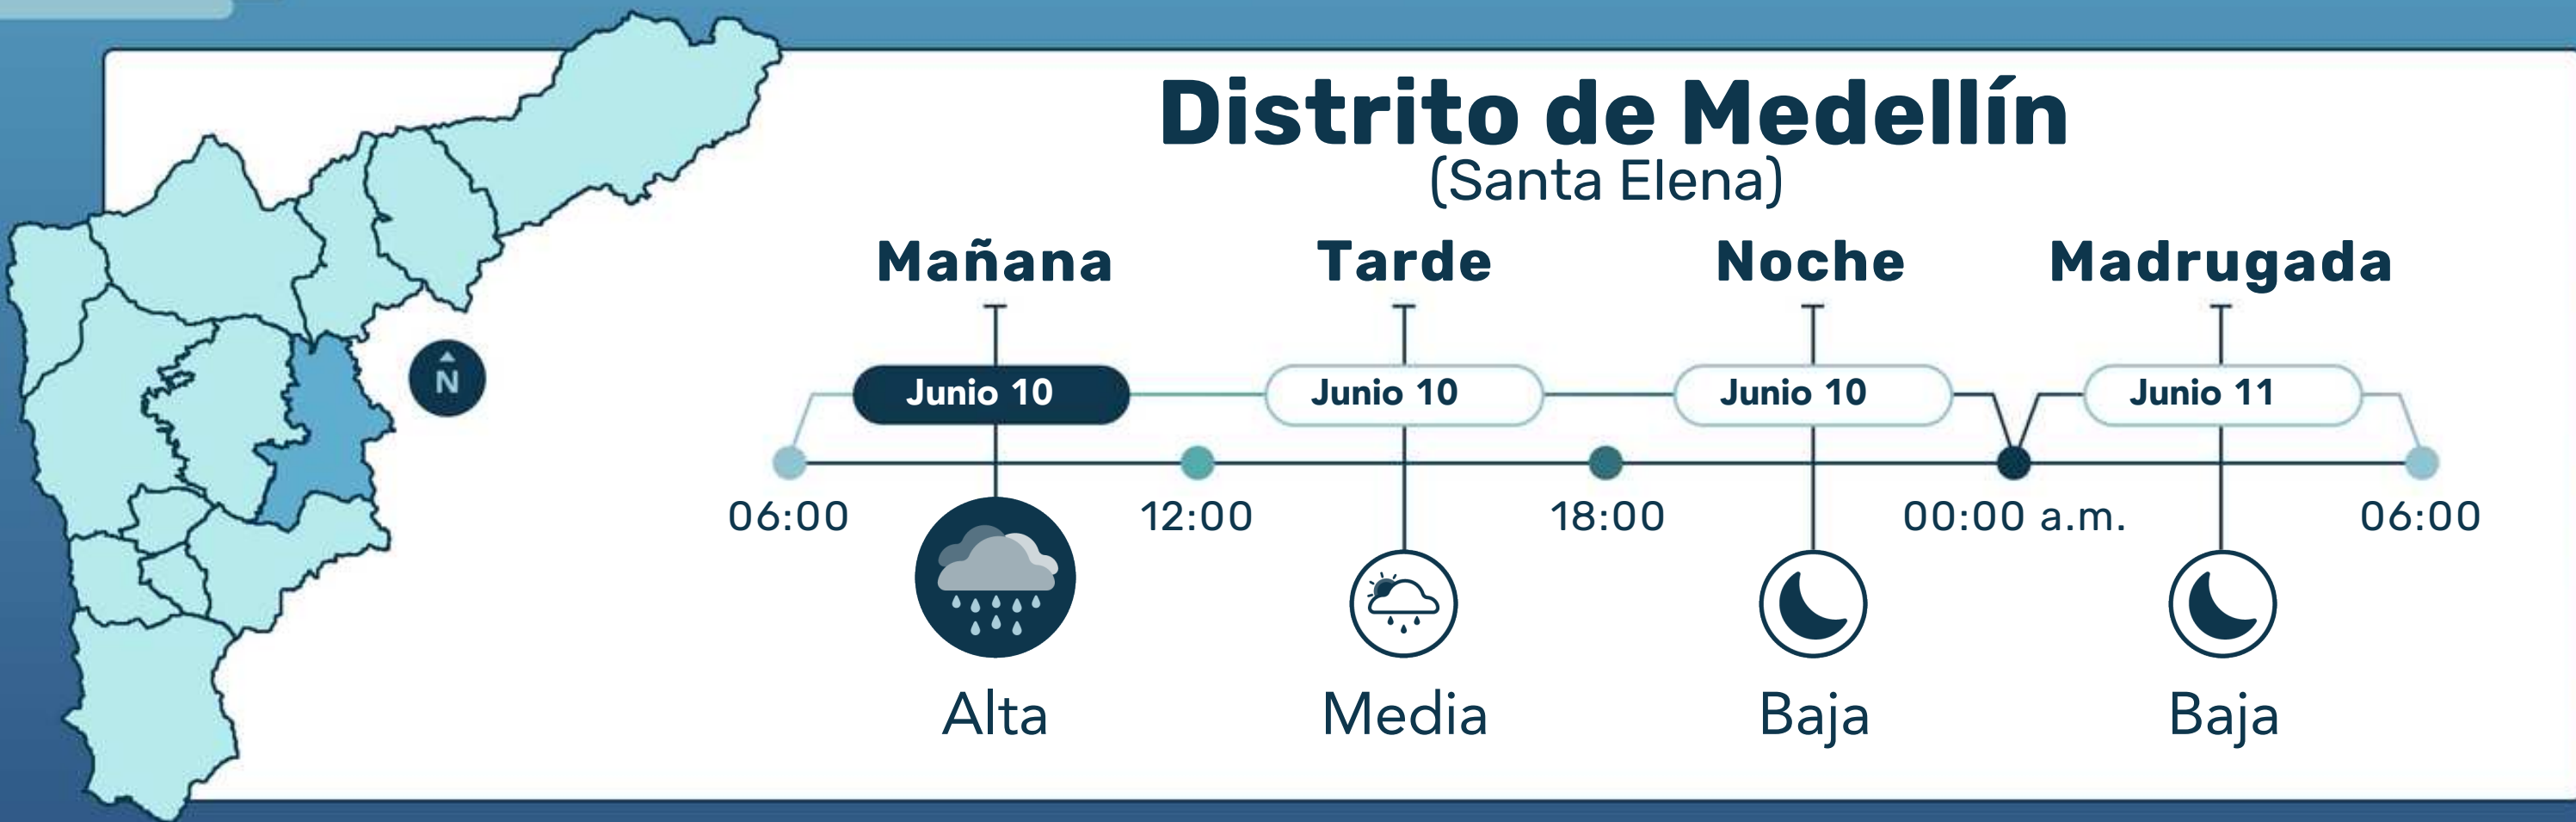 Distrito de Medellín
(Santa Elena)
Mañana Tarde Noche Madrugada
Junio 10 Junio 10 Junio 10 Junio 11
N
06:00 12:00 18:00 00:00 a.m. 06:00
Alta Media Baja Baja